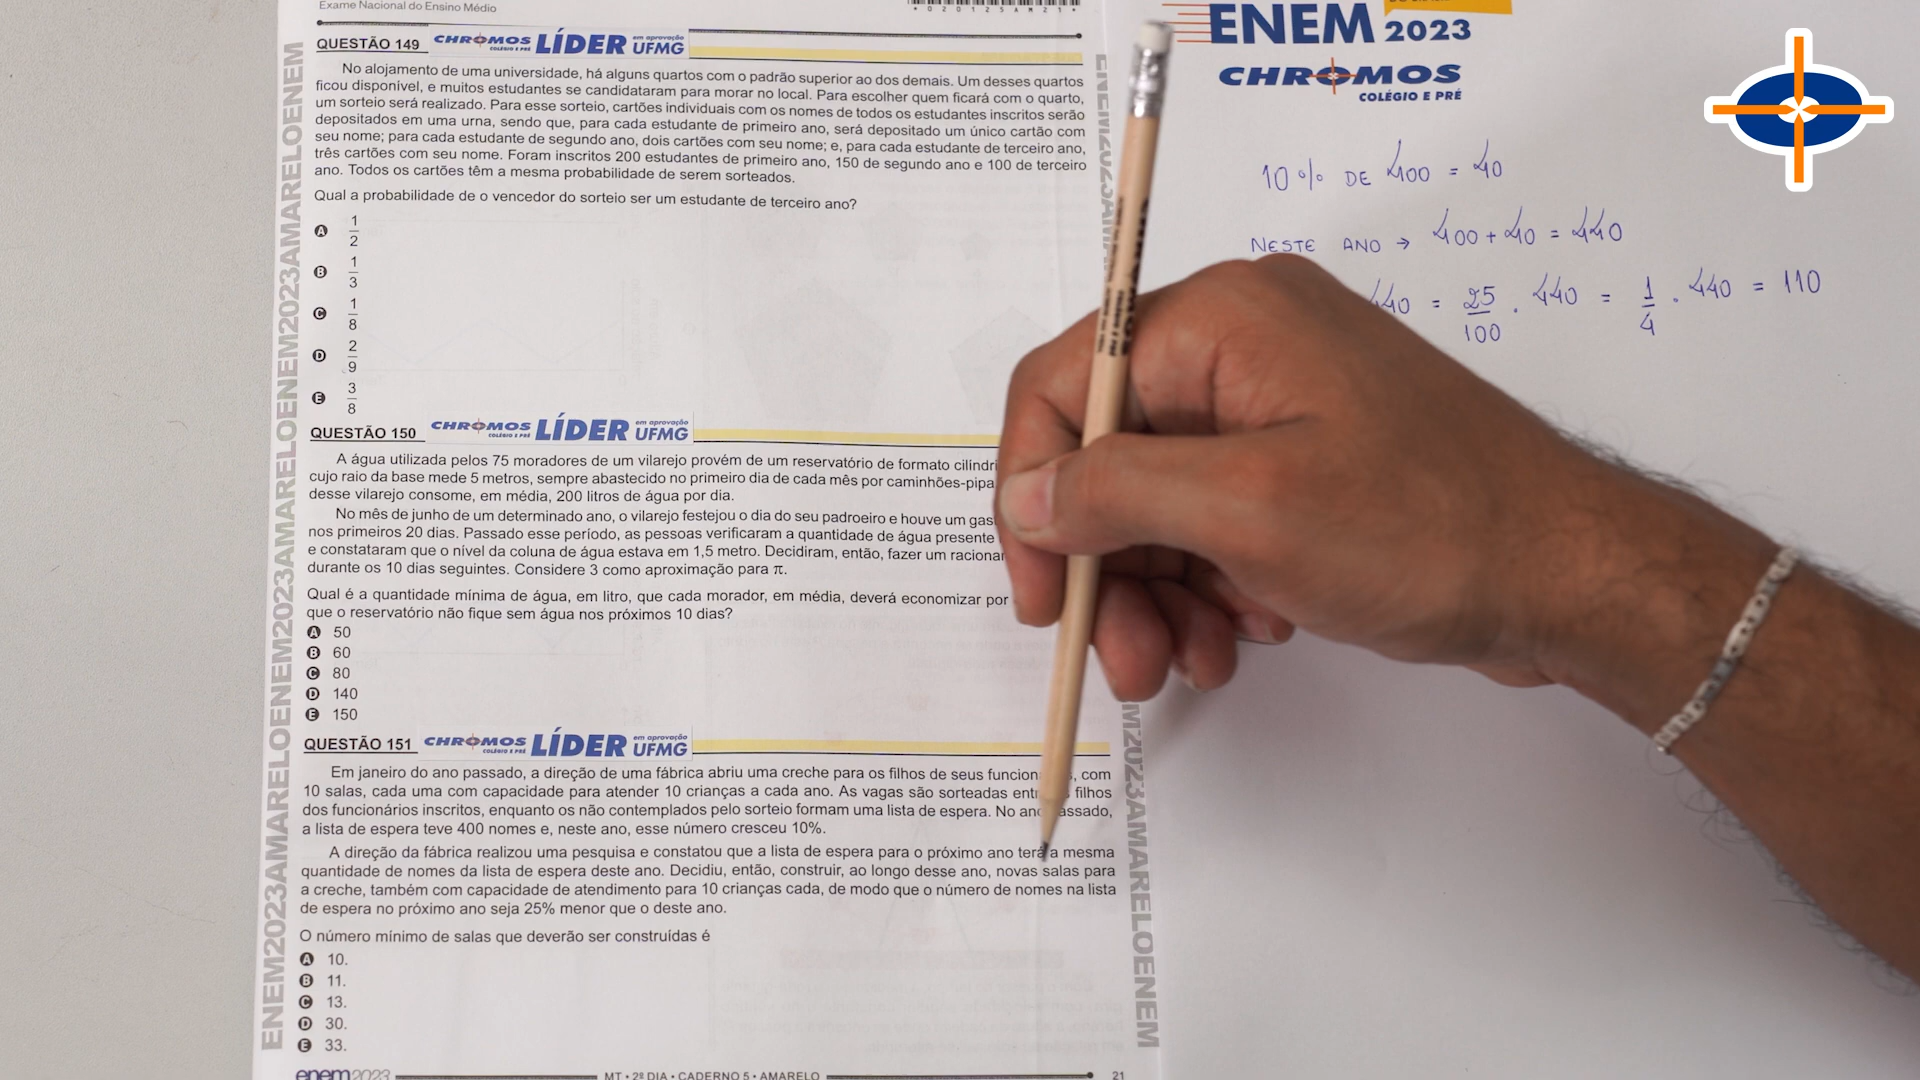 Exame Nacional do Ensino Médio
*020125AM21*
QUESTÃO 149 CHROMOS COLÉGIO E PRÉ LÍDER em aprovação UFMG
No alojamento de uma universidade, há alguns quartos com o padrão superior ao dos demais. Um desses quartos
ficou disponível, e muitos estudantes se candidataram para morar no local. Para escolher quem ficará com o quarto,
um sorteio será realizado. Para esse sorteio, cartões individuais com os nomes de todos os estudantes inscritos serão
depositados em uma urna, sendo que, para cada estudante de primeiro ano, será depositado um único cartão com
seu nome; para cada estudante de segundo ano, dois cartões com seu nome; e, para cada estudante de terceiro ano,
três cartões com seu nome. Foram inscritos 200 estudantes de primeiro ano, 150 de segundo ano e 100 de terceiro
ano. Todos os cartões têm a mesma probabilidade de serem sorteados.
Qual a probabilidade de o vencedor do sorteio ser um estudante de terceiro ano?
A 1/2
B 1/3
C 1/8
D 2/9
E 3/8
QUESTÃO 150 CHROMOS COLÉGIO E PRÉ LÍDER em aprovação UFMG
A água utilizada pelos 75 moradores de um vilarejo provém de um reservatório de formato cilíndri
cujo raio da base mede 5 metros, sempre abastecido no primeiro dia de cada mês por caminhões-pipa
desse vilarejo consome, em média, 200 litros de água por dia.
No mês de junho de um determinado ano, o vilarejo festejou o dia do seu padroeiro e houve um gas
nos primeiros 20 dias. Passado esse período, as pessoas verificaram a quantidade de água presente
e constataram que o nível da coluna de água estava em 1,5 metro. Decidiram, então, fazer um raciona
durante os 10 dias seguintes. Considere 3 como aproximação para π.
Qual é a quantidade mínima de água, em litro, que cada morador, em média, deverá economizar por
que o reservatório não fique sem água nos próximos 10 dias?
A 50
B 60
C 80
D 140
E 150
QUESTÃO 151 CHROMOS COLÉGIO E PRÉ LÍDER em aprovação UFMG
Em janeiro do ano passado, a direção de uma fábrica abriu uma creche para os filhos de seus funcion , com
10 salas, cada uma com capacidade para atender 10 crianças a cada ano. As vagas são sorteadas ent filhos
dos funcionários inscritos, enquanto os não contemplados pelo sorteio formam uma lista de espera. No an assado,
a lista de espera teve 400 nomes e, neste ano, esse número cresceu 10%.
A direção da fábrica realizou uma pesquisa e constatou que a lista de espera para o próximo ano terá a mesma
quantidade de nomes da lista de espera deste ano. Decidiu, então, construir, ao longo desse ano, novas salas para
a creche, também com capacidade de atendimento para 10 crianças cada, de modo que o número de nomes na lista
de espera no próximo ano seja 25% menor que o deste ano.
O número mínimo de salas que deverão ser construídas é
A 10.
B 11.
C 13.
D 30.
E 33.
enem2023 MT • 2º DIA • CADERNO 5 • AMARELO 21
ENEM2023AMARELOENEM2023AMARELOENEM2023AMARELOENEM2023AMARELOENEM
ENEM 2023
CHROMOS
COLÉGIO E PRÉ
10% DE 400 = 40
NESTE ANO → 400 + 40 = 440
440 = 25/100 . 440 = 1/4 . 440 = 110